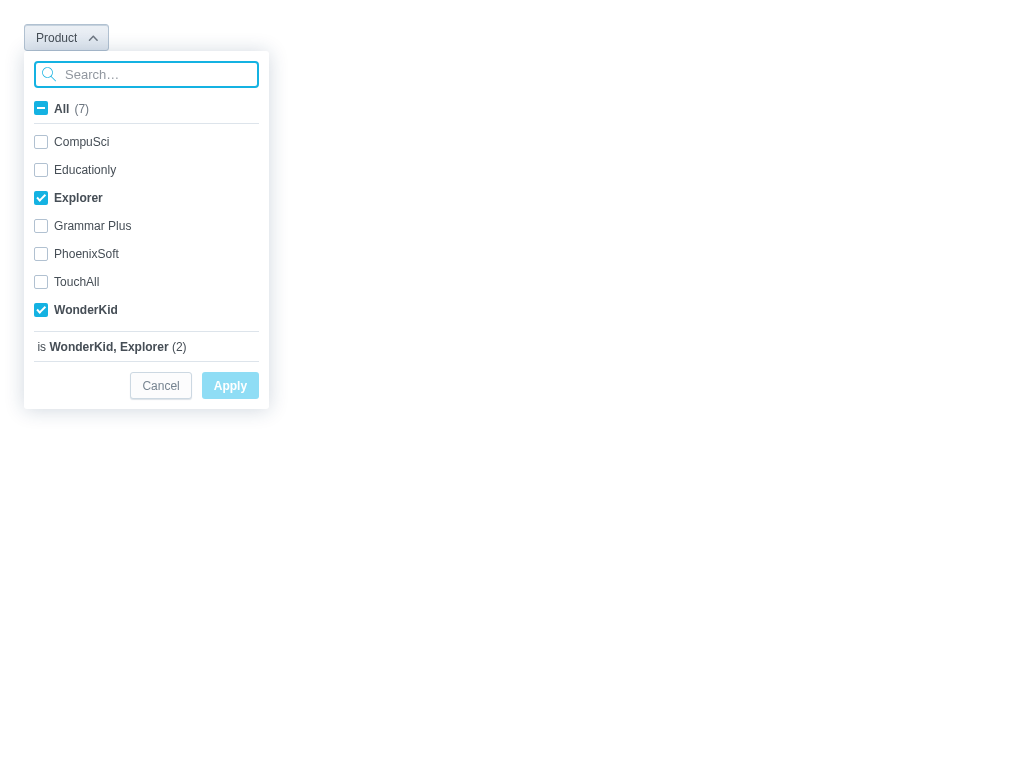 Product
Search…
All (7)
CompuSci
Educationly
Explorer
Grammar Plus
PhoenixSoft
TouchAll
WonderKid
is WonderKid, Explorer (2)
Cancel Apply